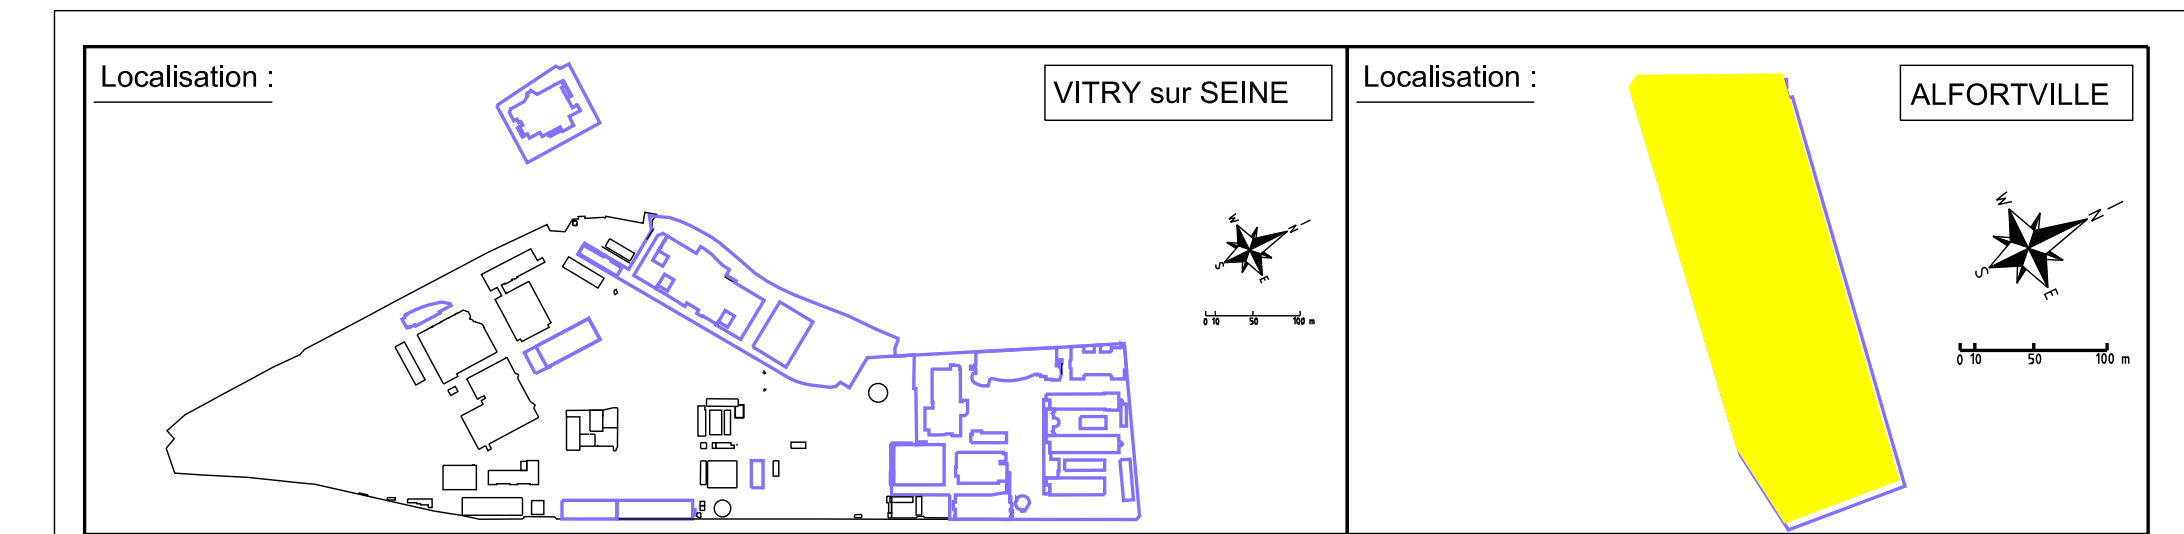 Localisation :
VITRY sur SEINE
W
N
S
E
0 10 50 100 m
Localisation :
ALFORTVILLE
W
N
S
E
0 10 50 100 m